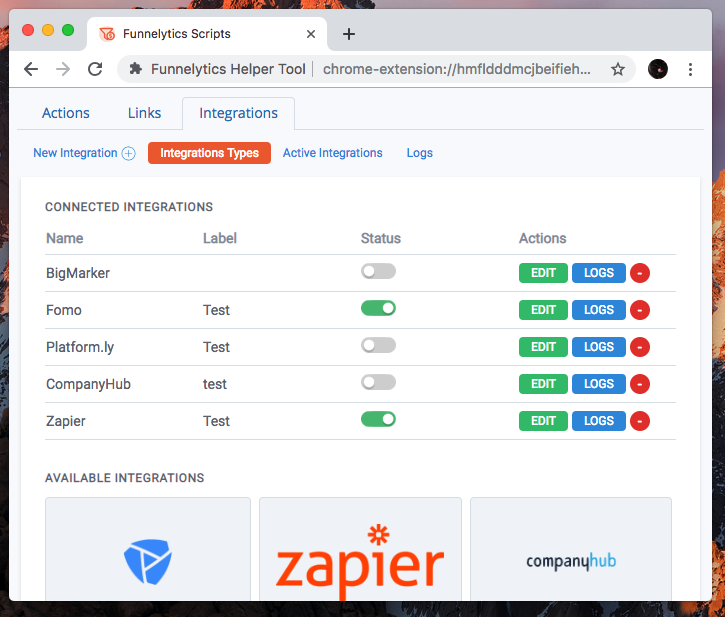 Funnelytics Scripts
Funnelytics Helper Tool | chrome-extension://hmfldddmcjbeifieh...
Actions Links Integrations
New Integration Integrations Types Active Integrations Logs
CONNECTED INTEGRATIONS
Name Label Status Actions
BigMarker EDIT LOGS -
Fomo Test EDIT LOGS -
Platform.ly Test EDIT LOGS -
CompanyHub test EDIT LOGS -
Zapier Test EDIT LOGS -
AVAILABLE INTEGRATIONS
zapier companyhub